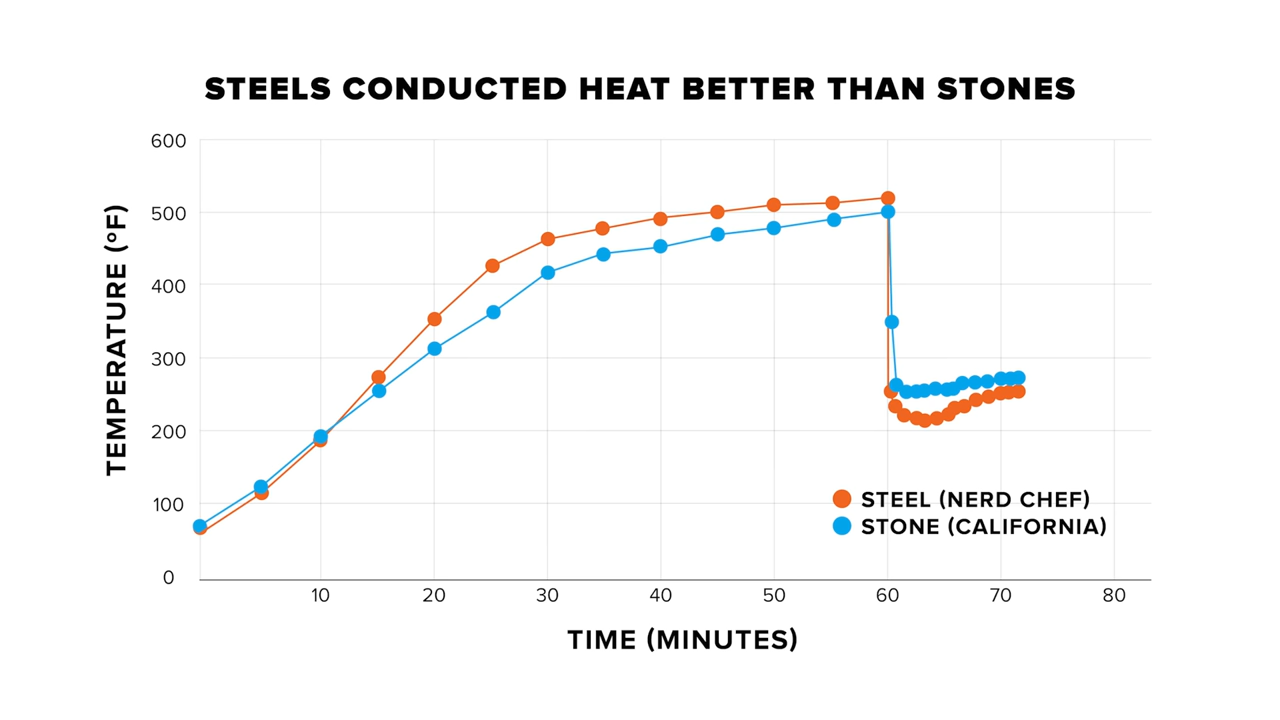 STEELS CONDUCTED HEAT BETTER THAN STONES
600
500
400
300
200
100
0
TEMPERATURE (°F)
10 20 30 40 50 60 70 80
TIME (MINUTES)
STEEL (NERD CHEF)
STONE (CALIFORNIA)